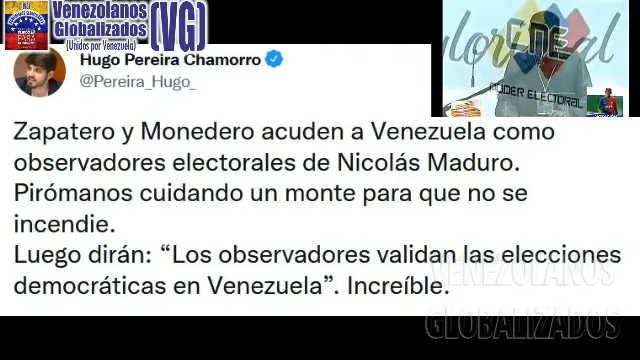 Venezolanos
Globalizados
(Unidos por Venezuela)
(VG)
Hugo Pereira Chamorro
@Pereira_Hugo_
CNE
PODER ELECTORAL
Zapatero y Monedero acuden a Venezuela como
observadores electorales de Nicolás Maduro.
Pirómanos cuidando un monte para que no se
incendie.
Luego dirán: “Los observadores validan las elecciones
democráticas en Venezuela”. Increíble.
VENEZOLANOS
GLOBALIZADOS